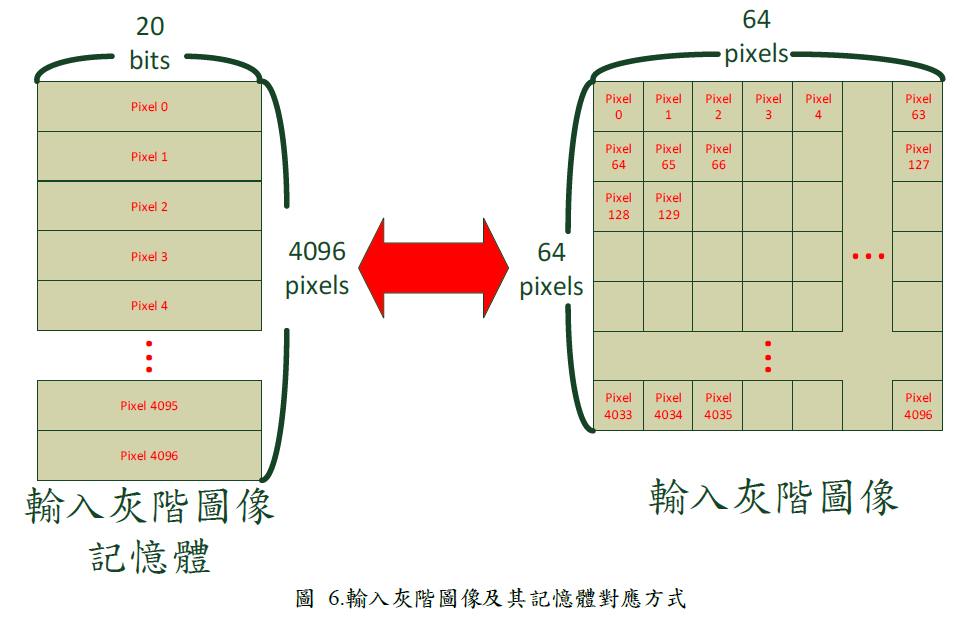 20
bits
Pixel 0
Pixel 1
Pixel 2
Pixel 3
Pixel 4
Pixel 4095
Pixel 4096
4096
pixels
輸入灰階圖像
記憶體
64
pixels
64
pixels
Pixel
0
Pixel
1
Pixel
2
Pixel
3
Pixel
4
Pixel
63
Pixel
64
Pixel
65
Pixel
66
Pixel
127
Pixel
128
Pixel
129
Pixel
4033
Pixel
4034
Pixel
4035
Pixel
4096
輸入灰階圖像
圖 6.輸入灰階圖像及其記憶體對應方式